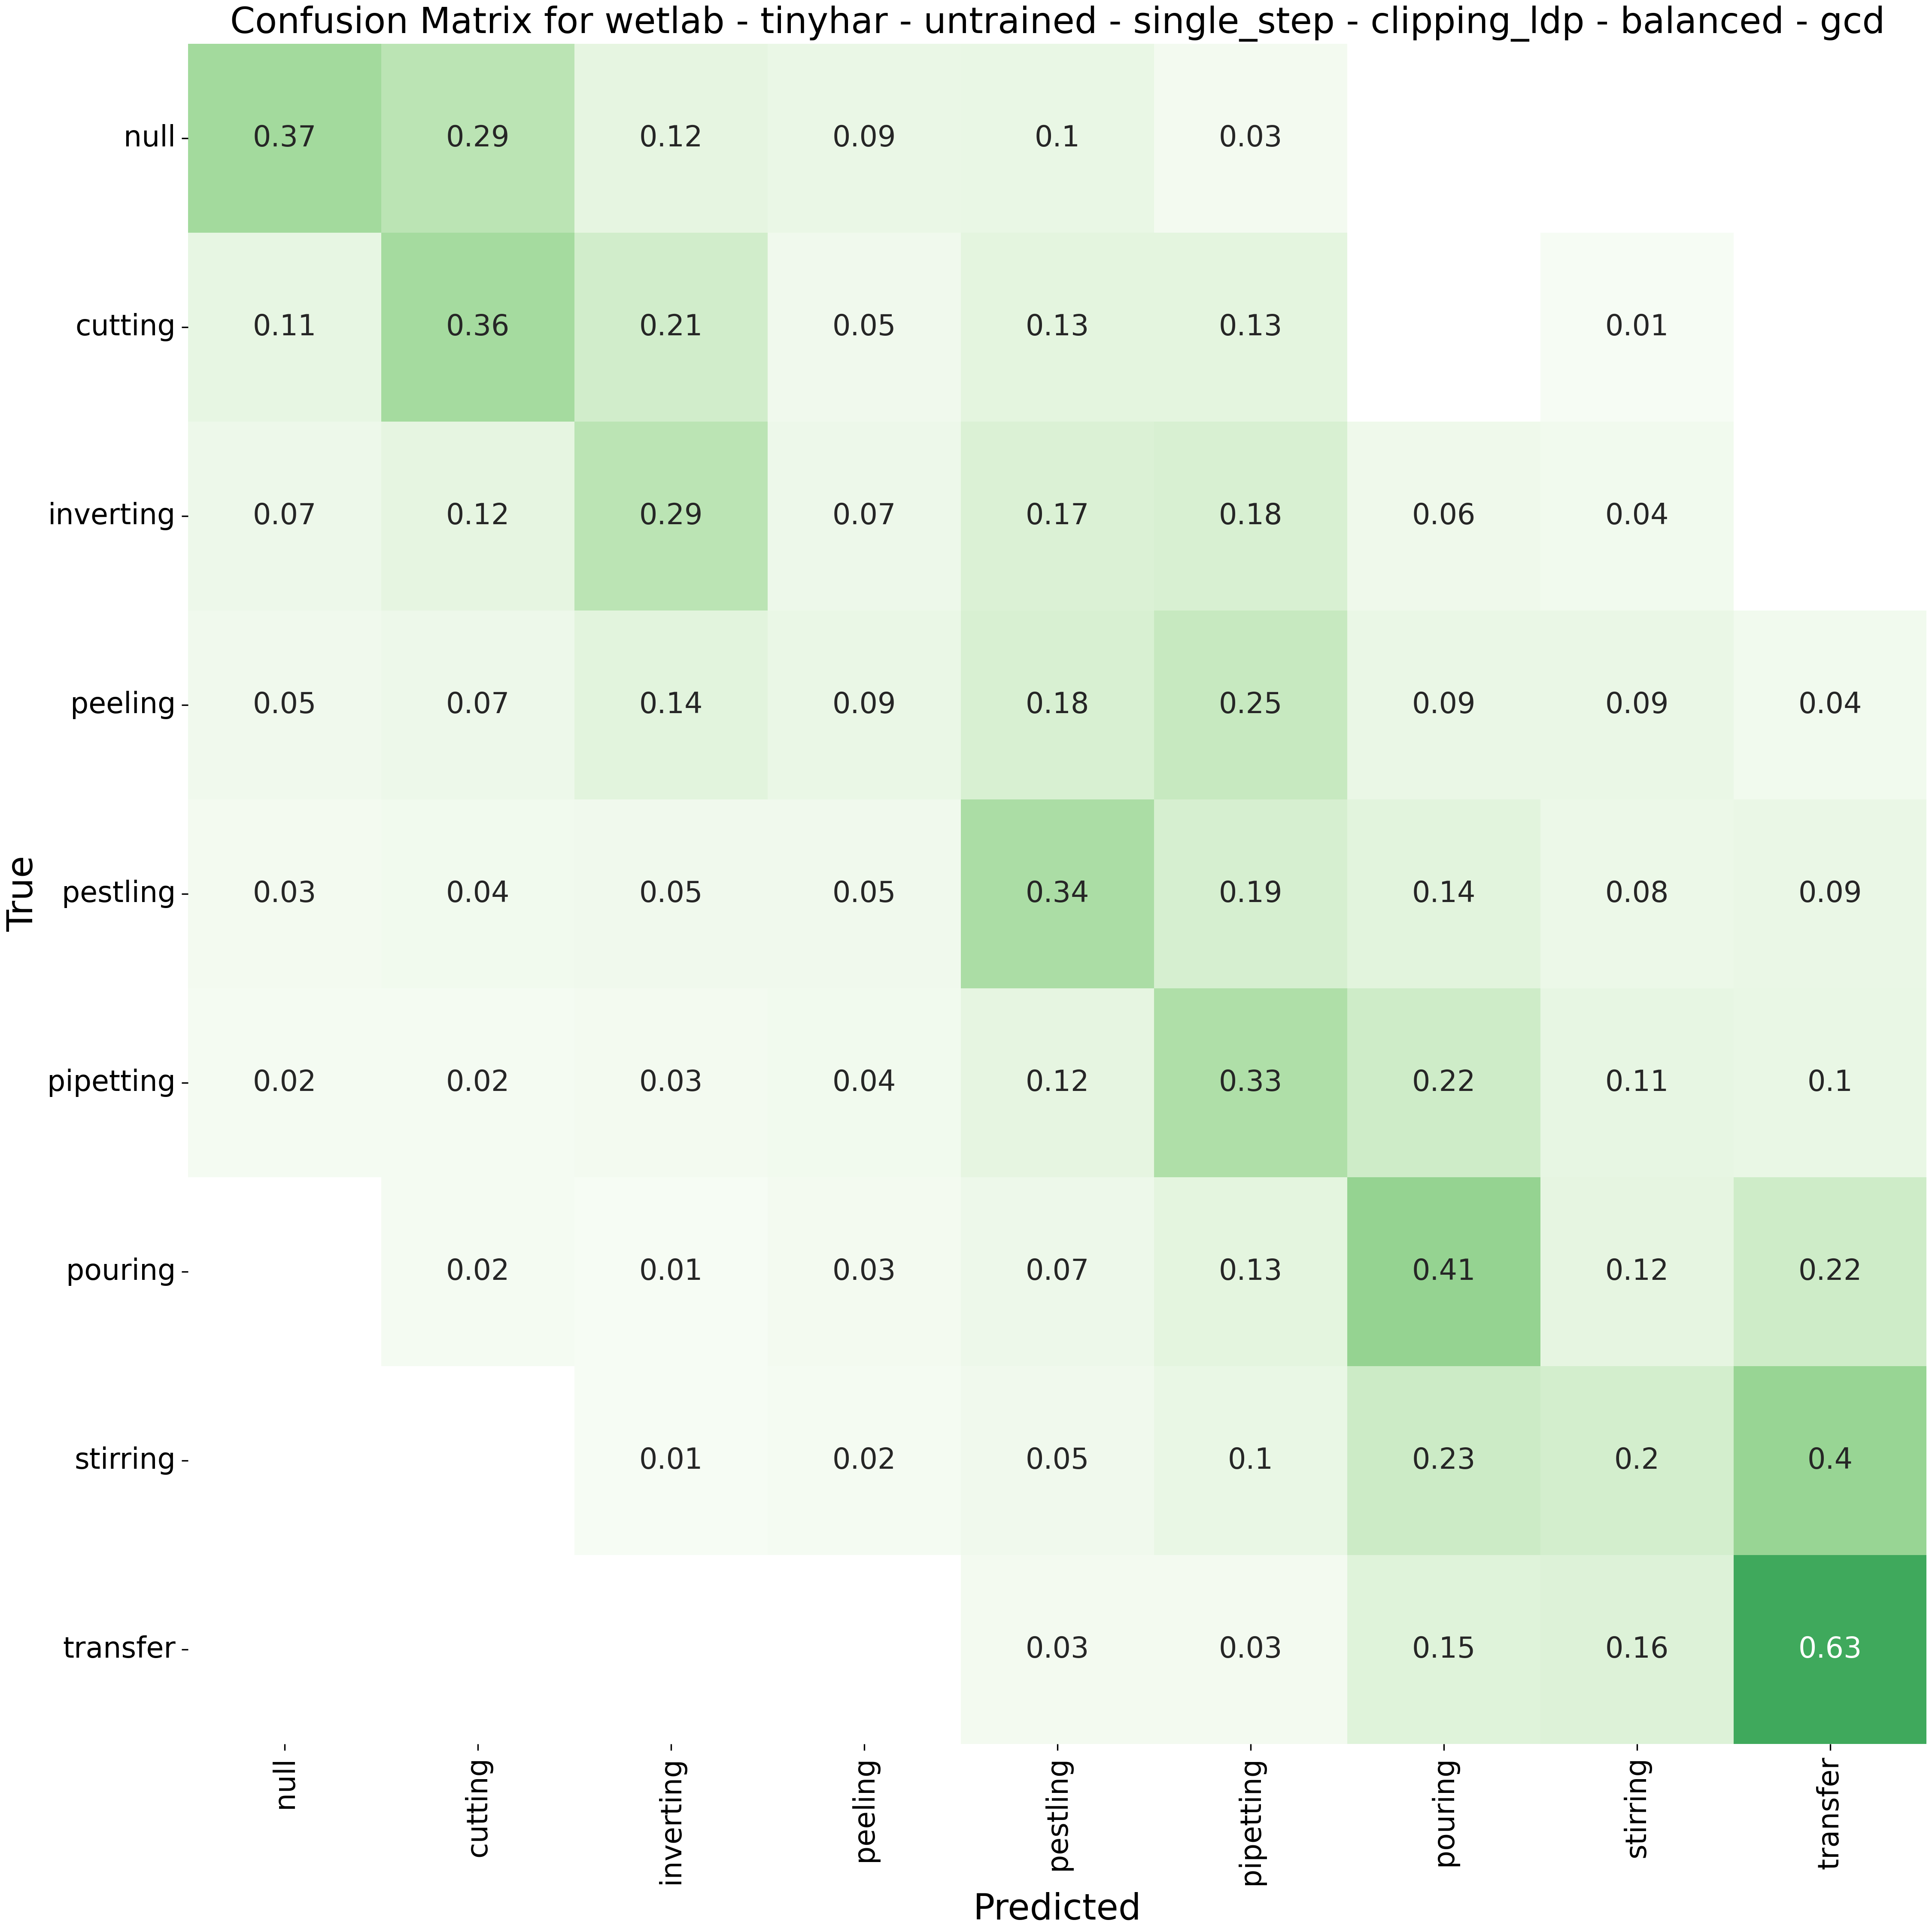 Confusion Matrix for wetlab - tinyhar - untrained - single_step - clipping_ldp - balanced - gcd
null 0.37 0.29 0.12 0.09 0.1 0.03
cutting 0.11 0.36 0.21 0.05 0.13 0.13 0.01
inverting 0.07 0.12 0.29 0.07 0.17 0.18 0.06 0.04
peeling 0.05 0.07 0.14 0.09 0.18 0.25 0.09 0.09 0.04
pestling 0.03 0.04 0.05 0.05 0.34 0.19 0.14 0.08 0.09
pipetting 0.02 0.02 0.03 0.04 0.12 0.33 0.22 0.11 0.1
pouring 0.02 0.01 0.03 0.07 0.13 0.41 0.12 0.22
stirring 0.01 0.02 0.05 0.1 0.23 0.2 0.4
transfer 0.03 0.03 0.15 0.16 0.63
True
null cutting inverting peeling pestling pipetting pouring stirring transfer
Predicted